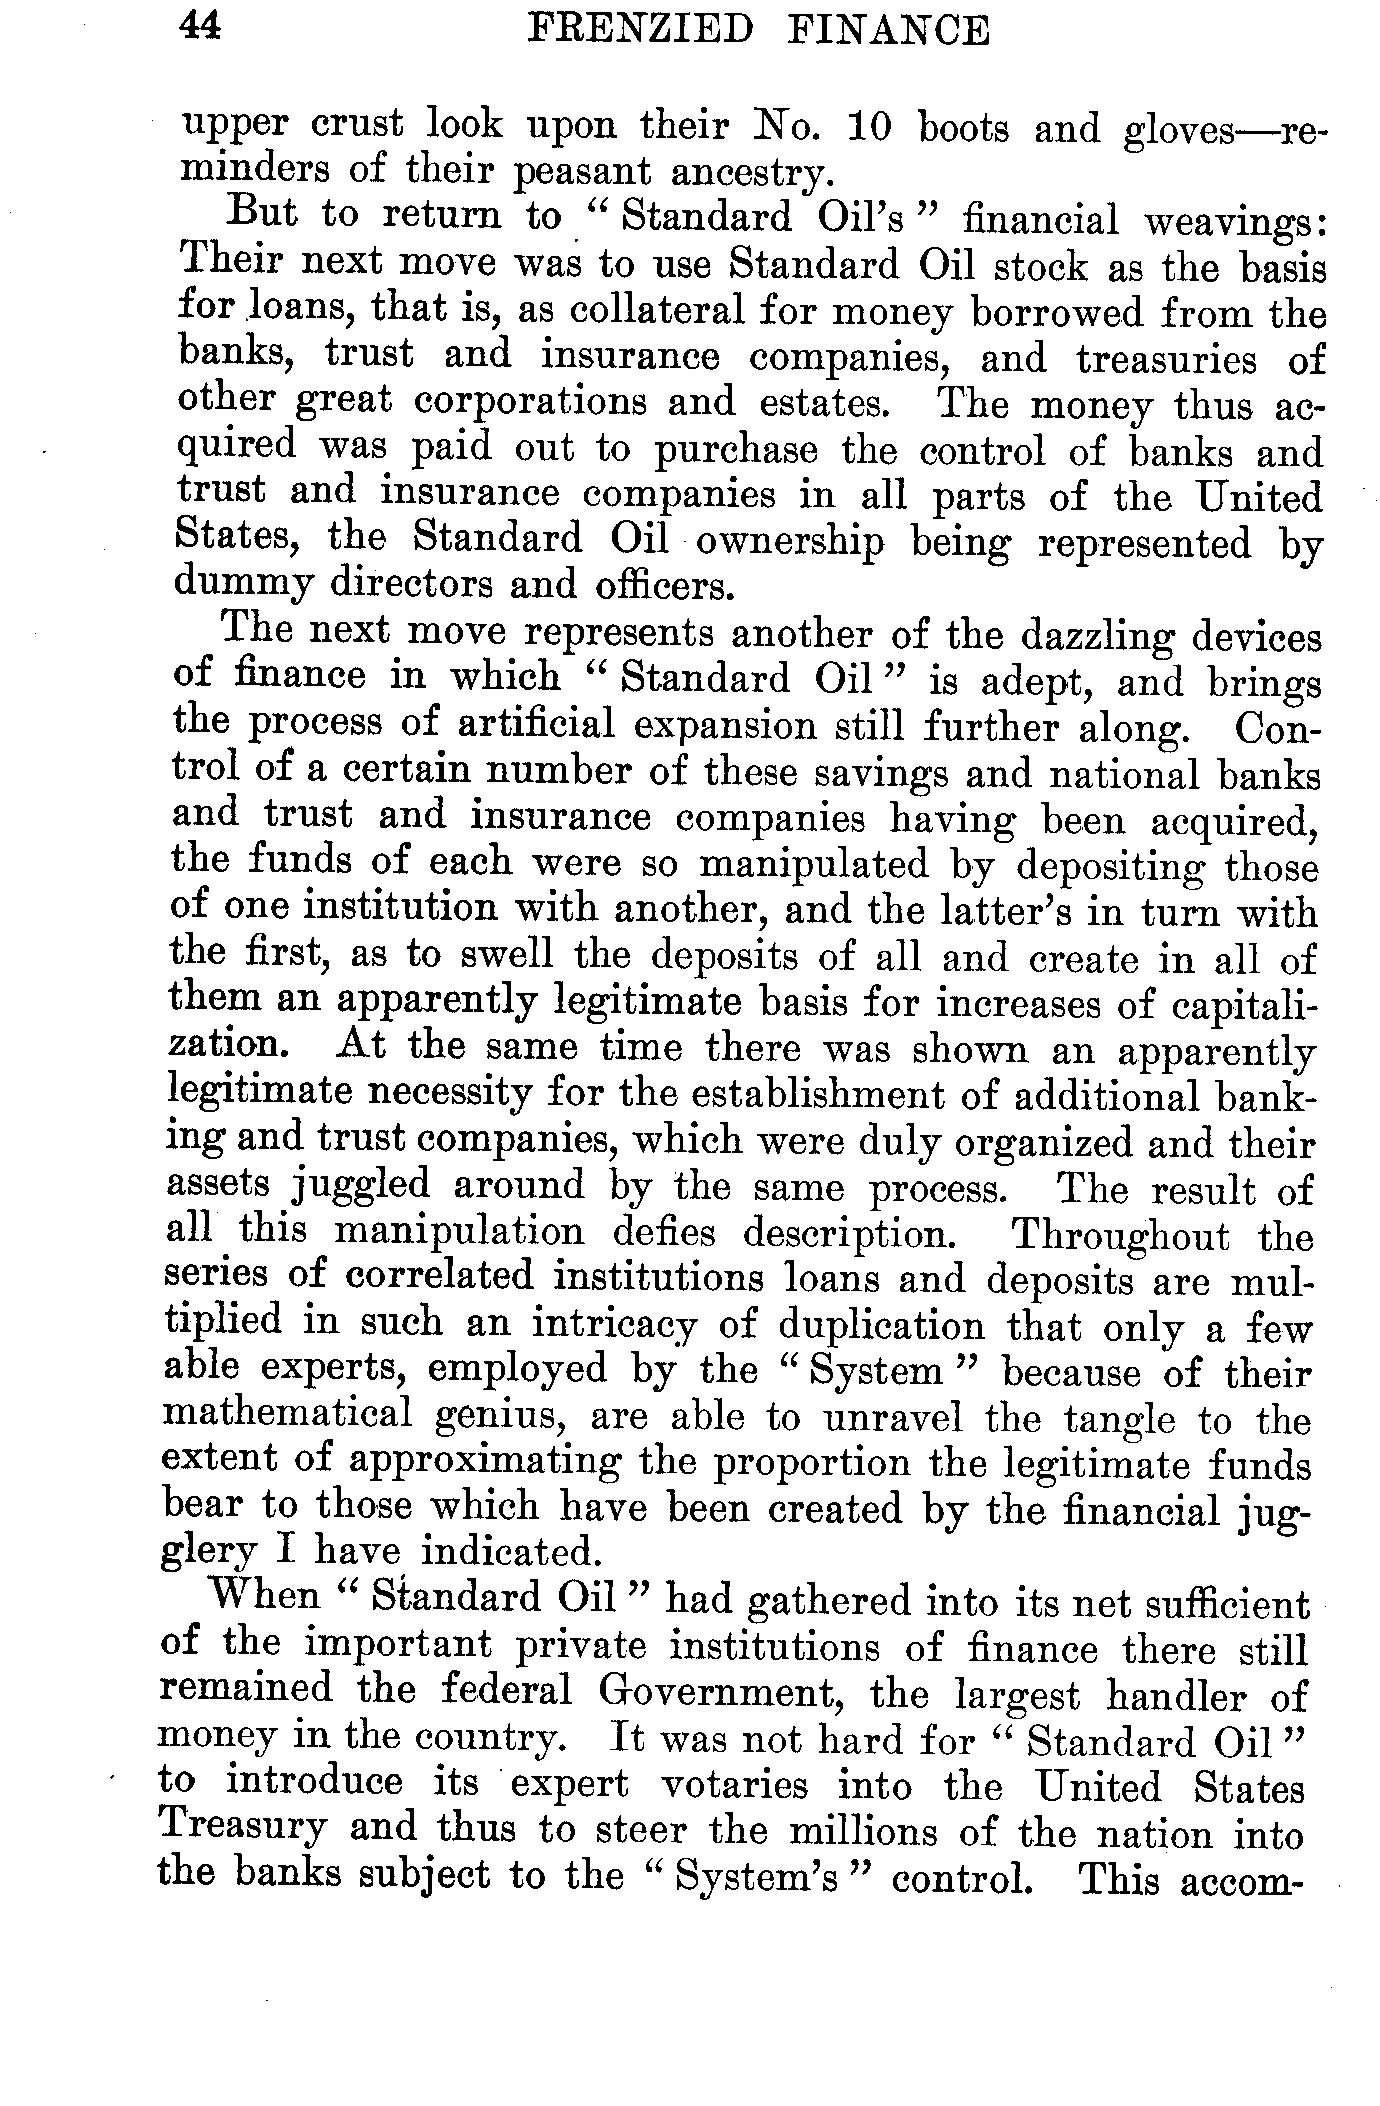 44 FRENZIED FINANCE
upper crust look upon their No. 10 boots and gloves—re-
minders of their peasant ancestry.
But to return to “ Standard Oil’s ” financial weavings:
Their next move was to use Standard Oil stock as the basis
for loans, that is, as collateral for money borrowed from the
banks, trust and insurance companies, and treasuries of
other great corporations and estates. The money thus ac-
quired was paid out to purchase the control of banks and
trust and insurance companies in all parts of the United
States, the Standard Oil ownership being represented by
dummy directors and officers.
The next move represents another of the dazzling devices
of finance in which “ Standard Oil ” is adept, and brings
the process of artificial expansion still further along. Con-
trol of a certain number of these savings and national banks
and trust and insurance companies having been acquired,
the funds of each were so manipulated by depositing those
of one institution with another, and the latter’s in turn with
the first, as to swell the deposits of all and create in all of
them an apparently legitimate basis for increases of capitali-
zation. At the same time there was shown an apparently
legitimate necessity for the establishment of additional bank-
ing and trust companies, which were duly organized and their
assets juggled around by the same process. The result of
all this manipulation defies description. Throughout the
series of correlated institutions loans and deposits are mul-
tiplied in such an intricacy of duplication that only a few
able experts, employed by the “ System ” because of their
mathematical genius, are able to unravel the tangle to the
extent of approximating the proportion the legitimate funds
bear to those which have been created by the financial jug-
glery I have indicated.
When “ Standard Oil ” had gathered into its net sufficient
of the important private institutions of finance there still
remained the federal Government, the largest handler of
money in the country. It was not hard for “ Standard Oil ”
to introduce its expert votaries into the United States
Treasury and thus to steer the millions of the nation into
the banks subject to the “ System’s ” control. This accom-